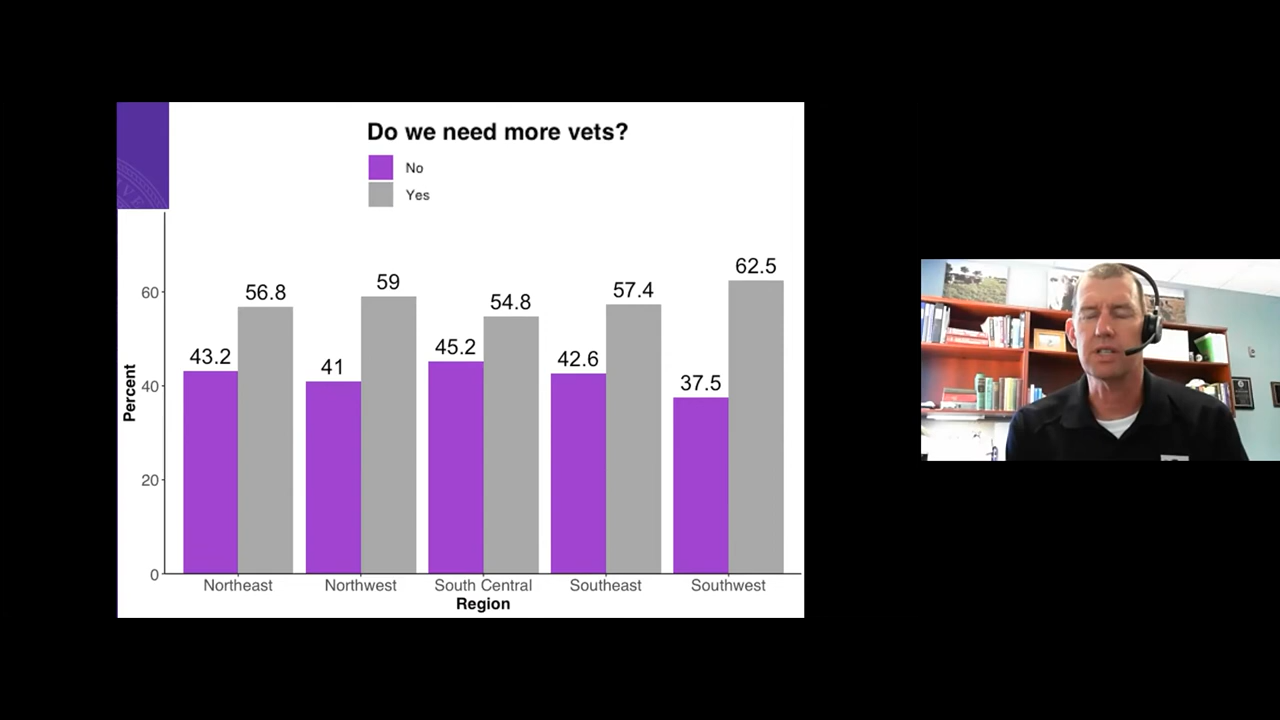 Do we need more vets?
No
Yes
62.5
59
57.4
56.8
54.8
60
45.2
43.2
42.6
41
37.5
40
Percent
20
0
Northeast Northwest South Central Southeast Southwest
Region